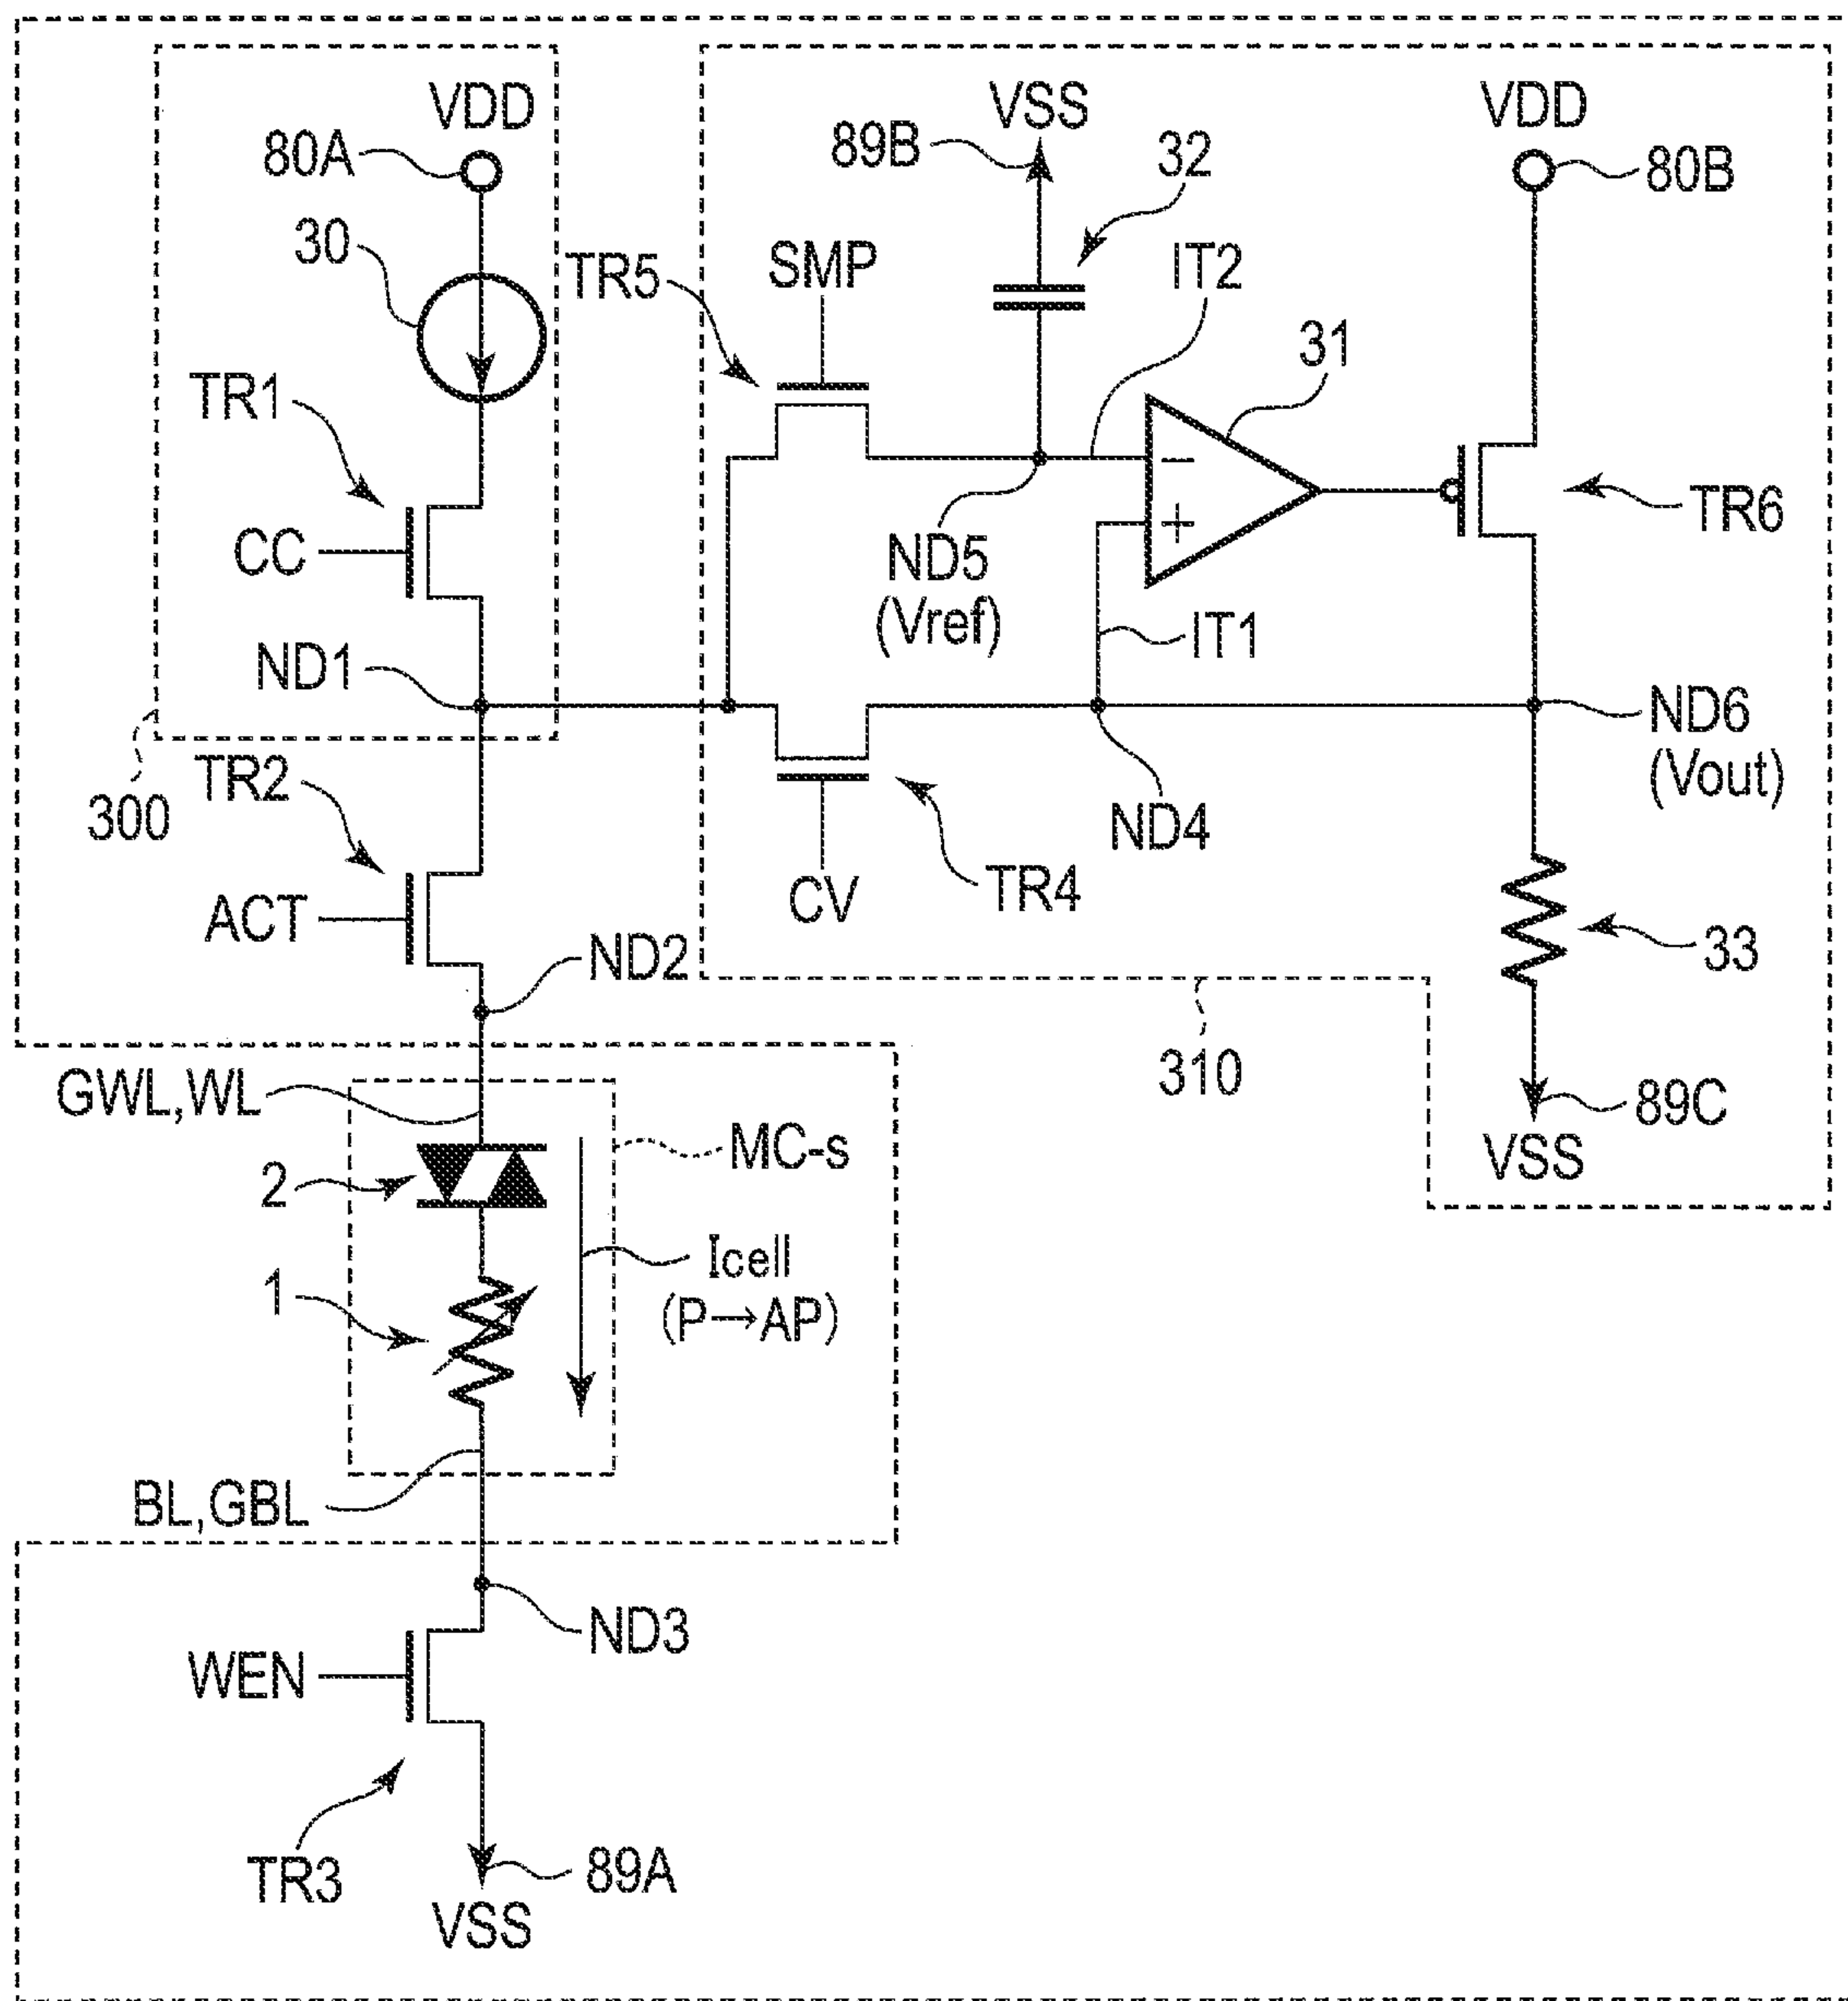 VDD
80A
30
TR1
CC
ND1
300
TR2
ACT
ND2
VSS
89B
32
SMP
TR5
IT2
31
VDD
80B
TR6
ND5
(Vref)
IT1
ND6
(Vout)
ND4
TR4
CV
33
310
89C
VSS
GWL,WL
MC-s
2
Icell
(P→AP)
1
BL,GBL
ND3
WEN
TR3
89A
VSS
−
+